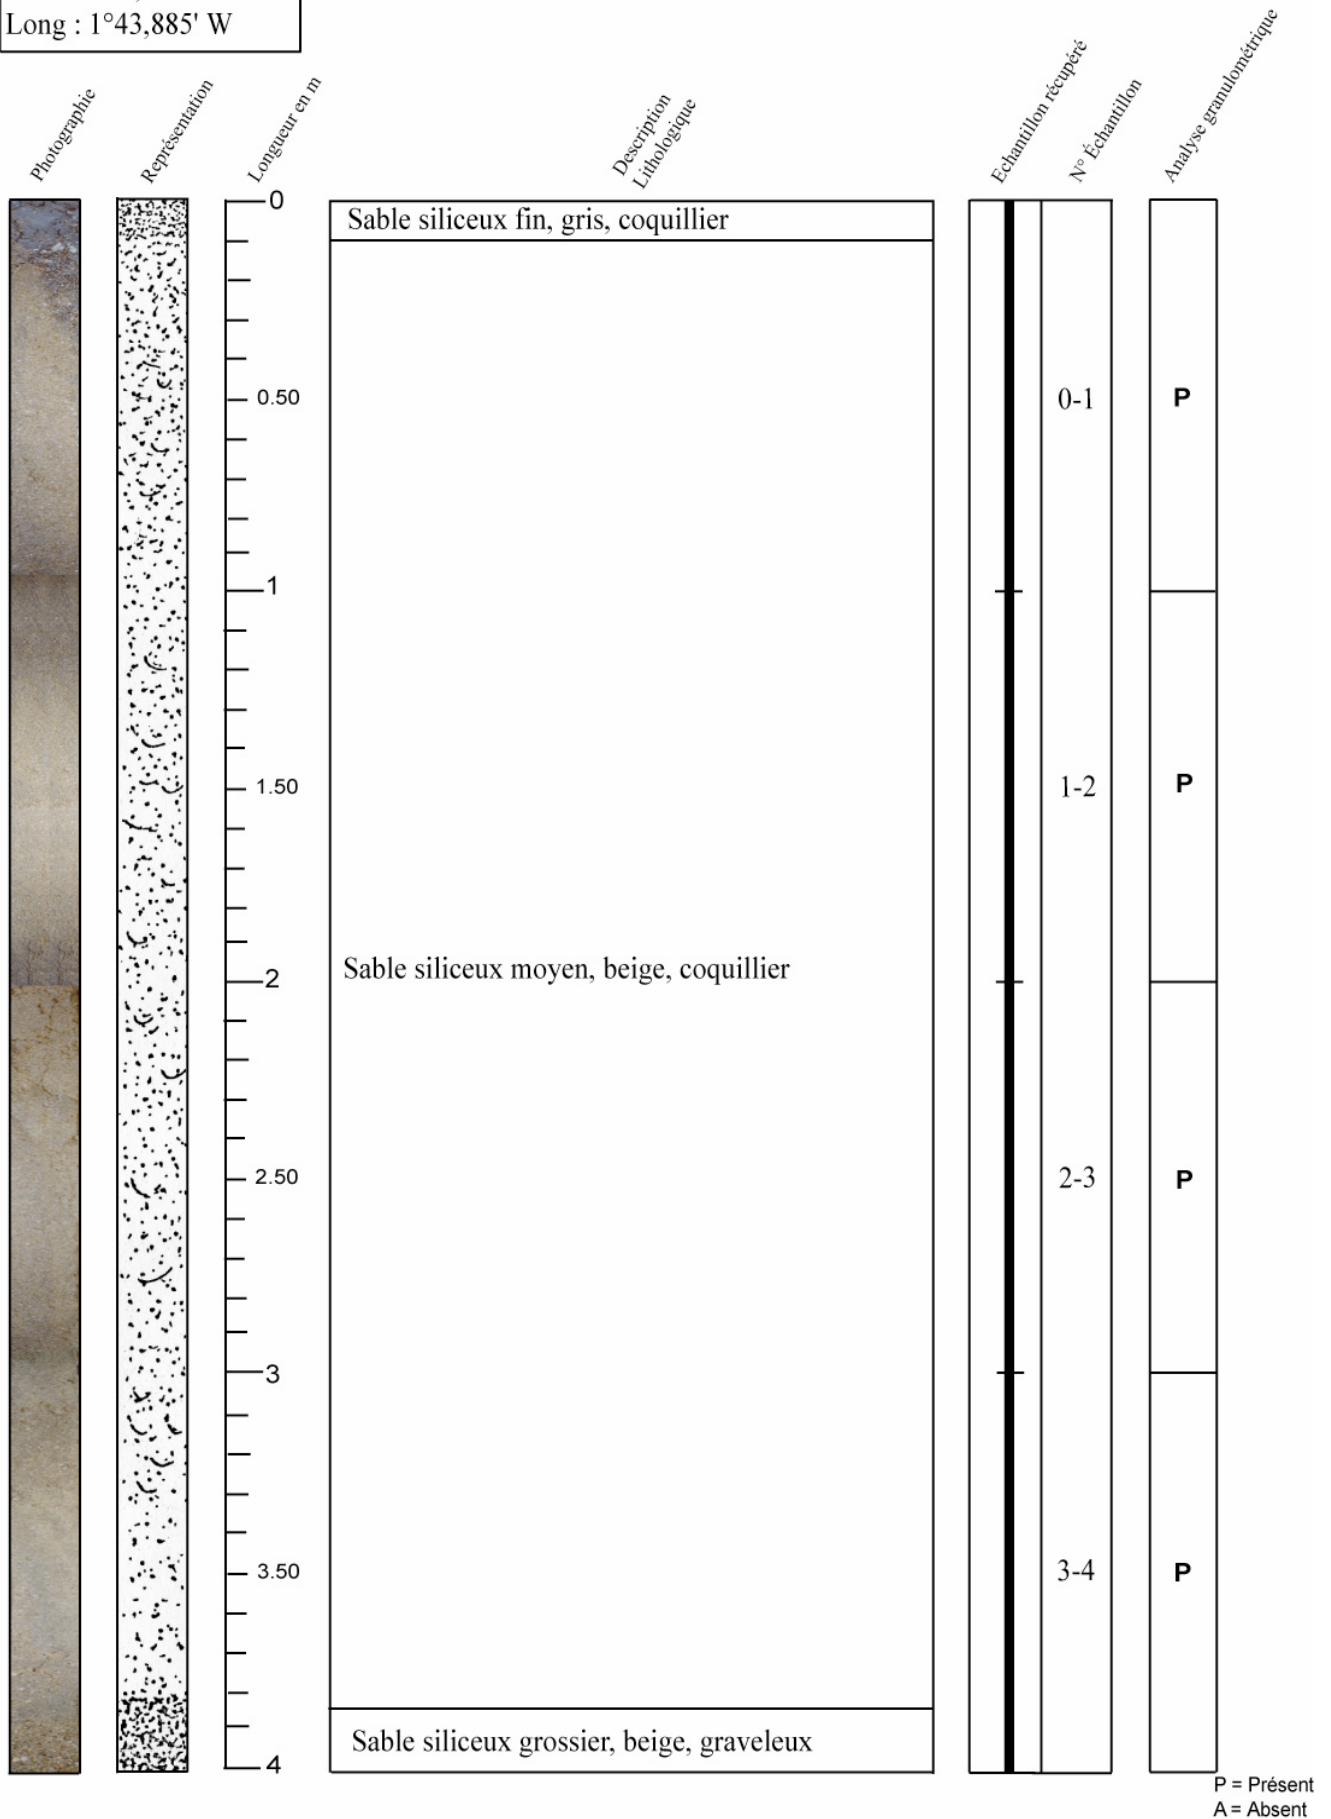 Long : 1°43,885' W
Photographie
Représentation
Longueur en m
Description
Lithologique
Echantillon récupéré
N° Échantillon
Analyse granulométrique
0
Sable siliceux fin, gris, coquillier
0.50
0-1
P
1
1.50
1-2
P
Sable siliceux moyen, beige, coquillier
2
2.50
2-3
P
3
3.50
3-4
P
Sable siliceux grossier, beige, graveleux
4
P = Présent
A = Absent